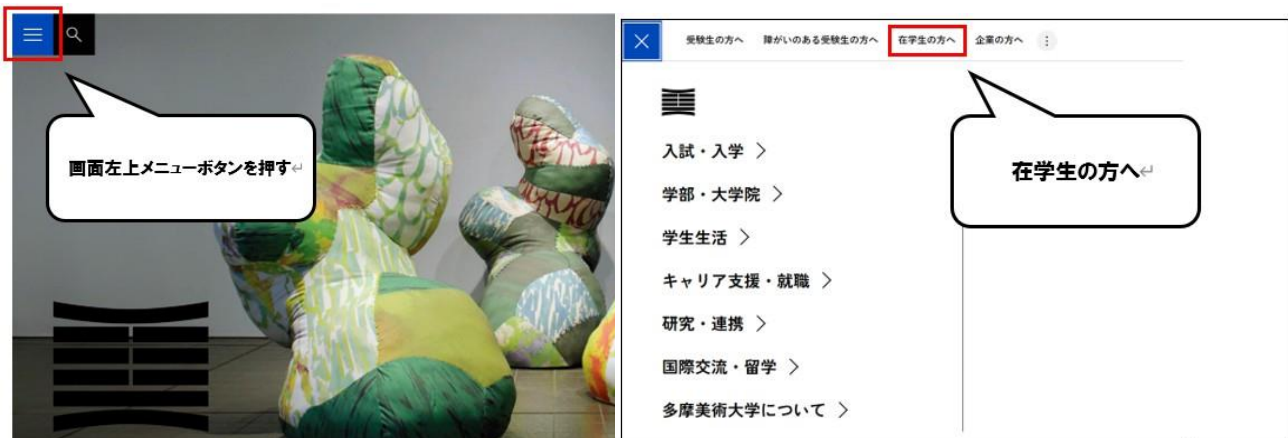 画面左上メニューボタンを押す
受験生の方へ 障がいのある受験生の方へ 在学生の方へ 企業の方へ
在学生の方へ
入試・入学
学部・大学院
学生生活
キャリア支援・就職
研究・連携
国際交流・留学
多摩美術大学について